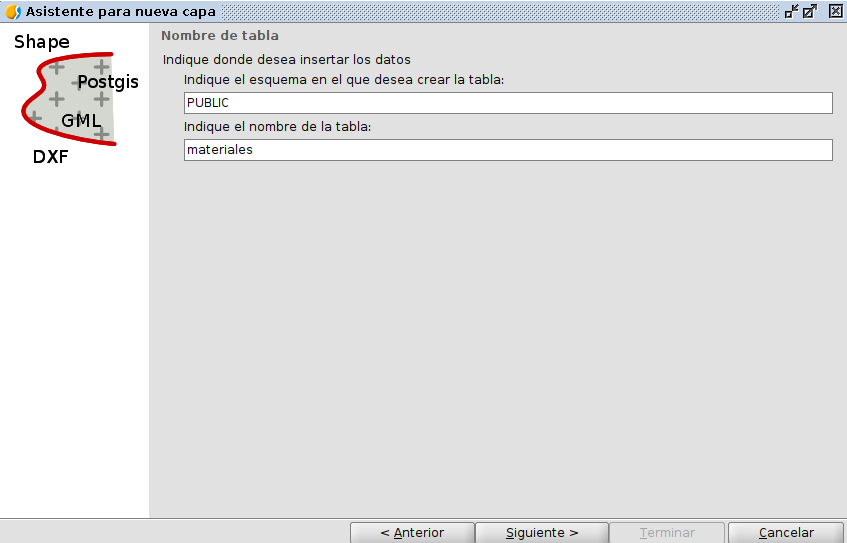 Asistente para nueva capa
Shape
Postgis
GML
DXF
Nombre de tabla
Indique donde desea insertar los datos
Indique el esquema en el que desea crear la tabla:
PUBLIC
Indique el nombre de la tabla:
materiales
< Anterior
Siguiente >
Terminar
Cancelar